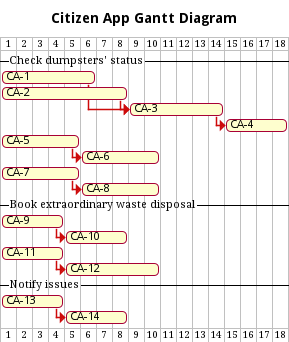 Citizen App Gantt Diagram
1 2 3 4 5 6 7 8 9 10 11 12 13 14 15 16 17 18
Check dumpsters' status
CA-1
CA-2
CA-3
CA-4
CA-5
CA-6
CA-7
CA-8
Book extraordinary waste disposal
CA-9
CA-10
CA-11
CA-12
Notify issues
CA-13
CA-14
1 2 3 4 5 6 7 8 9 10 11 12 13 14 15 16 17 18